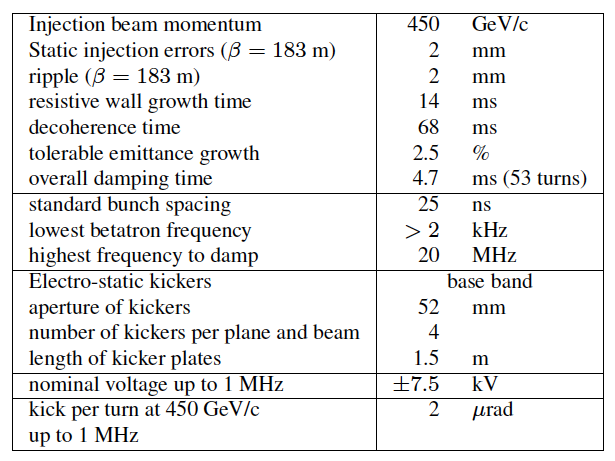 Injection beam momentum 450 GeV/c
Static injection errors (β = 183 m) 2 mm
ripple (β = 183 m) 2 mm
resistive wall growth time 14 ms
decoherence time 68 ms
tolerable emittance growth 2.5 %
overall damping time 4.7 ms (53 turns)
standard bunch spacing 25 ns
lowest betatron frequency > 2 kHz
highest frequency to damp 20 MHz
Electro-static kickers base band
aperture of kickers 52 mm
number of kickers per plane and beam 4
length of kicker plates 1.5 m
nominal voltage up to 1 MHz ±7.5 kV
kick per turn at 450 GeV/c 2 μrad
up to 1 MHz